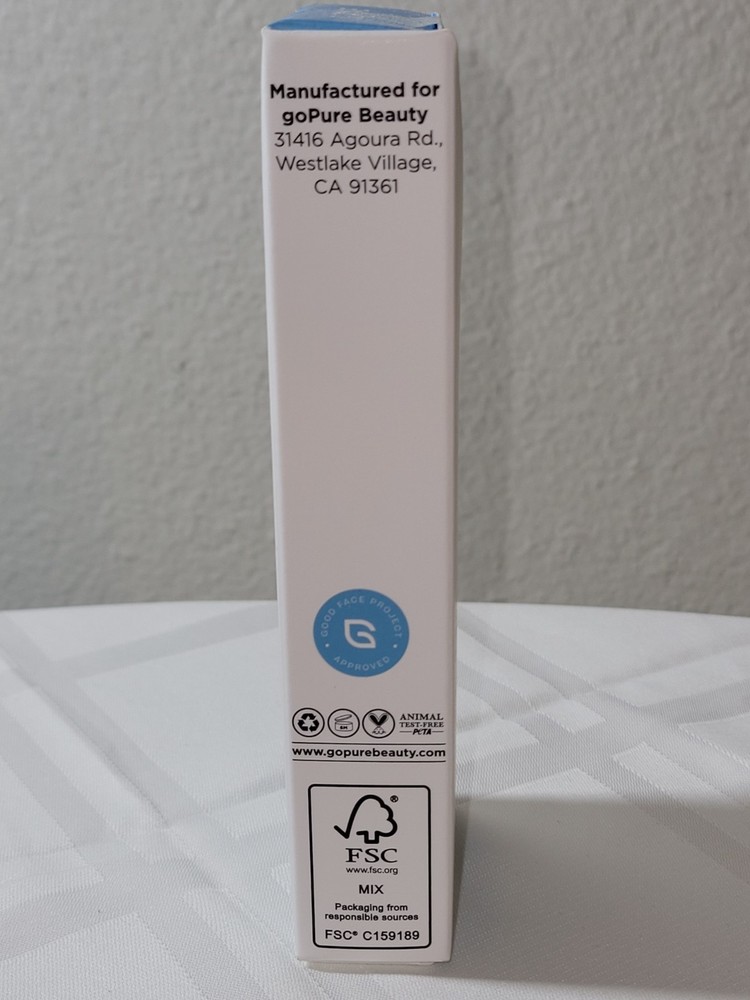 Manufactured for
goPure Beauty
31416 Agoura Rd.,
Westlake Village,
CA 91361
GOOD FACE PROJECT
APPROVED
ANIMAL
TEST-FREE
PETA
www.gopurebeauty.com
®
FSC
www.fsc.org
MIX
Packaging from
responsible sources
FSC® C159189